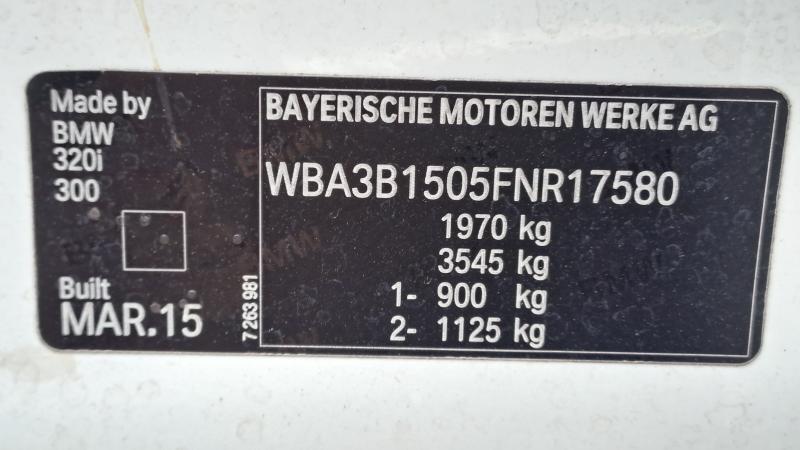 Made by
BMW
320i
300
Built
MAR.15
7 263 981
BAYERISCHE MOTOREN WERKE AG
WBA3B1505FNR17580
1970 kg
3545 kg
1- 900 kg
2- 1125 kg